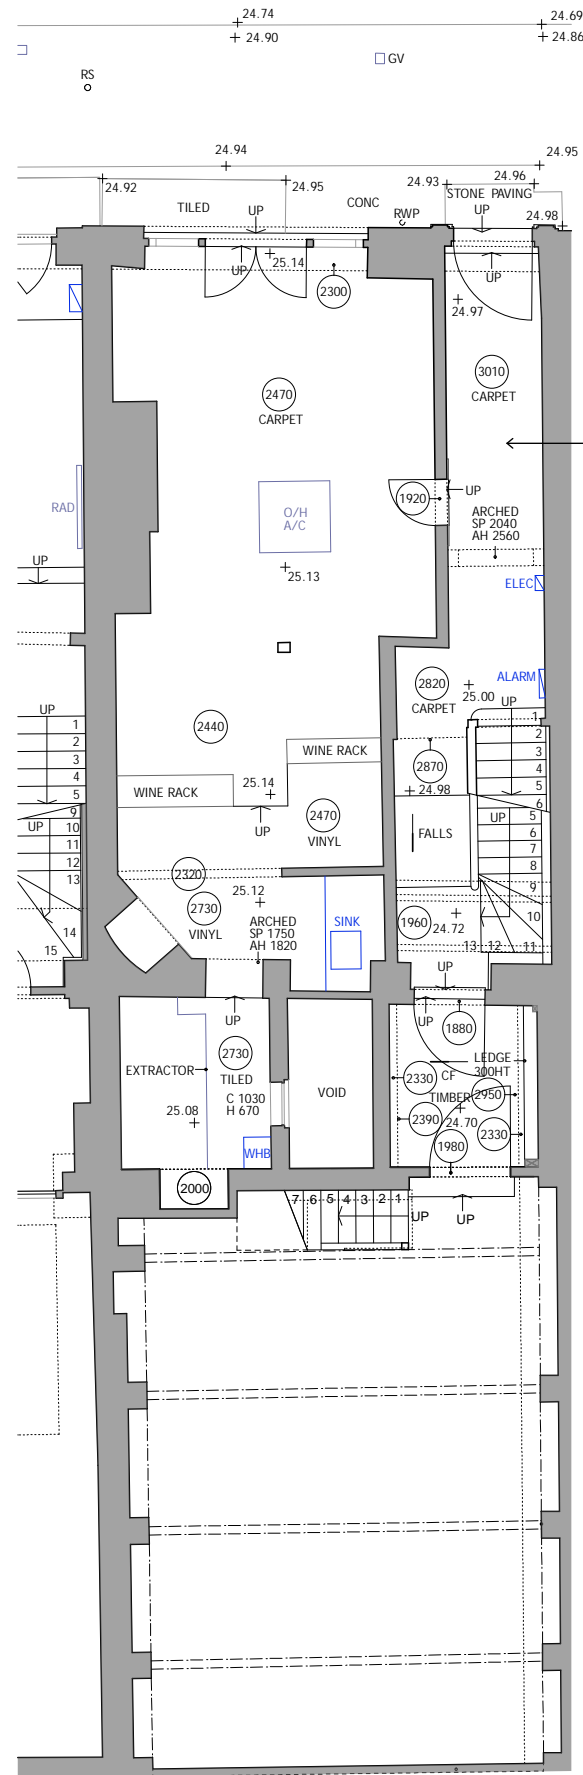 24.74
24.69
24.90
24.86
GV
RS
24.94
24.95
24.92
24.95
24.93
24.96
STONE PAVING
TILED
UP
CONC
RWP
UP
24.98
UP
25.14
UP
2300
24.97
2470
CARPET
3010
CARPET
RAD
O/H
A/C
1920
UP
ARCHED
SP 2040
AH 2560
UP
25.13
ELEC
2820
CARPET
ALARM
25.00
UP
UP
1
2
3
4
5
9
UP
10
11
12
13
14
15
2440
WINE RACK
2870
24.98
1
2
3
4
5
6
UP
5
6
7
8
9
10
11
12
13
WINE RACK
25.14
UP
2470
VINYL
FALLS
2320
2730
VINYL
25.12
ARCHED
SP 1750
AH 1820
SINK
1960
24.72
UP
UP
UP
1880
2730
TILED
EXTRACTOR
C 1030
H 670
25.08
WHB
VOID
LEDGE
300HT
CF
2330
TIMBER
2950
2390
24.70
2330
1980
2000
7
6
5
4
3
2
1
UP
UP